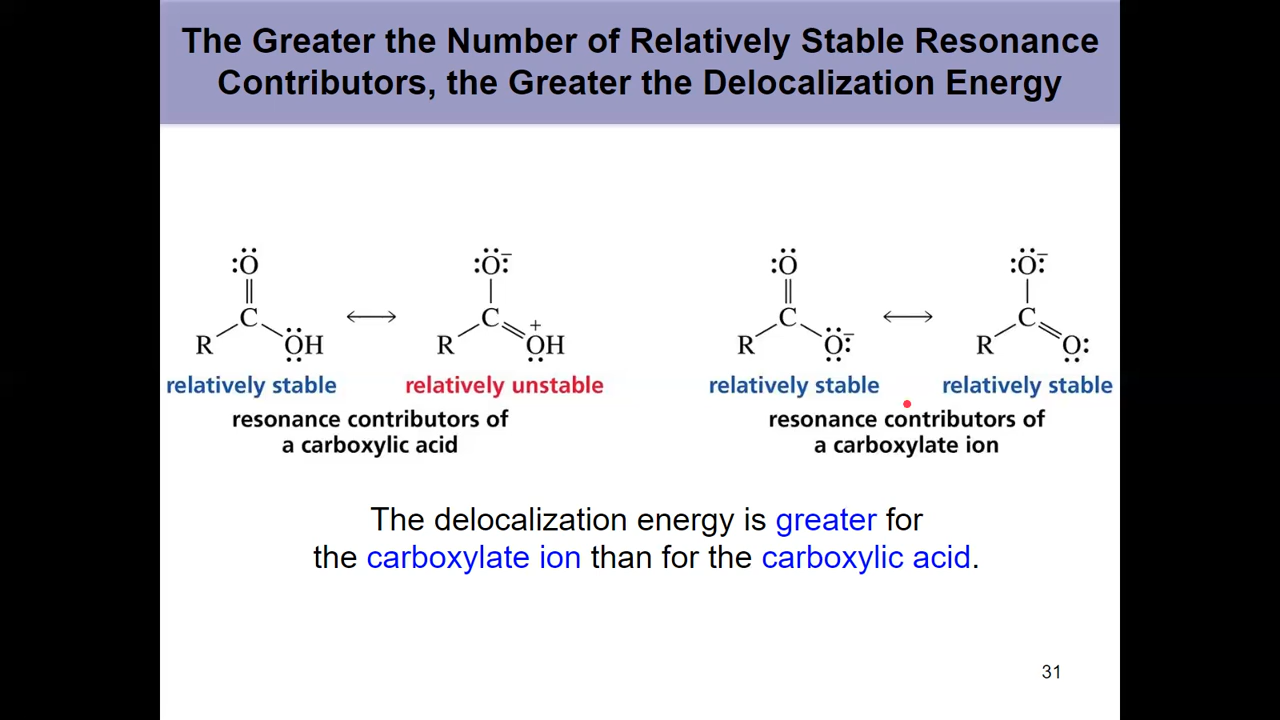 The Greater the Number of Relatively Stable Resonance
Contributors, the Greater the Delocalization Energy
:Ö :Ö:⁻ :Ö :Ö:⁻
C C + C C
R ÖH R OH R O:⁻ R O:
relatively stable relatively unstable relatively stable relatively stable
resonance contributors of resonance contributors of
a carboxylic acid a carboxylate ion
The delocalization energy is greater for
the carboxylate ion than for the carboxylic acid.
31